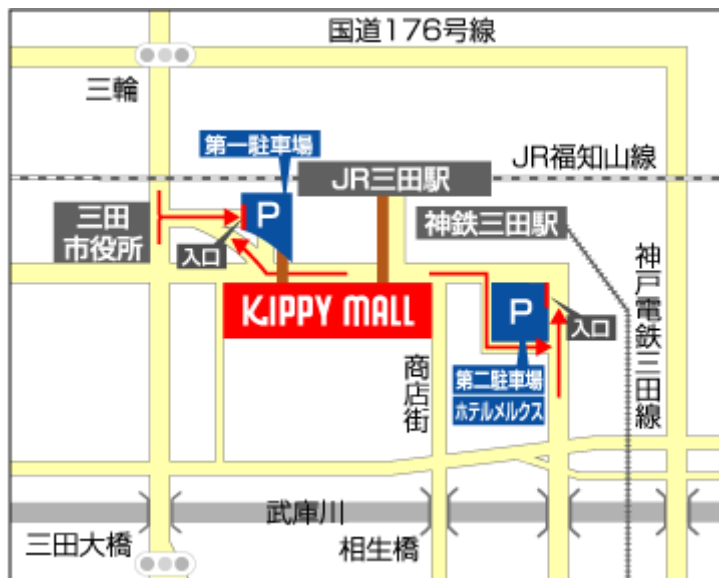 国道176号線
三輪
第一駐車場
JR福知山線
JR三田駅
P
三田
市役所
神鉄三田駅
入口
神戸電鉄三田線
KiPPY MALL
P
入口
商店街
第二駐車場
ホテルメルクス
武庫川
三田大橋
相生橋